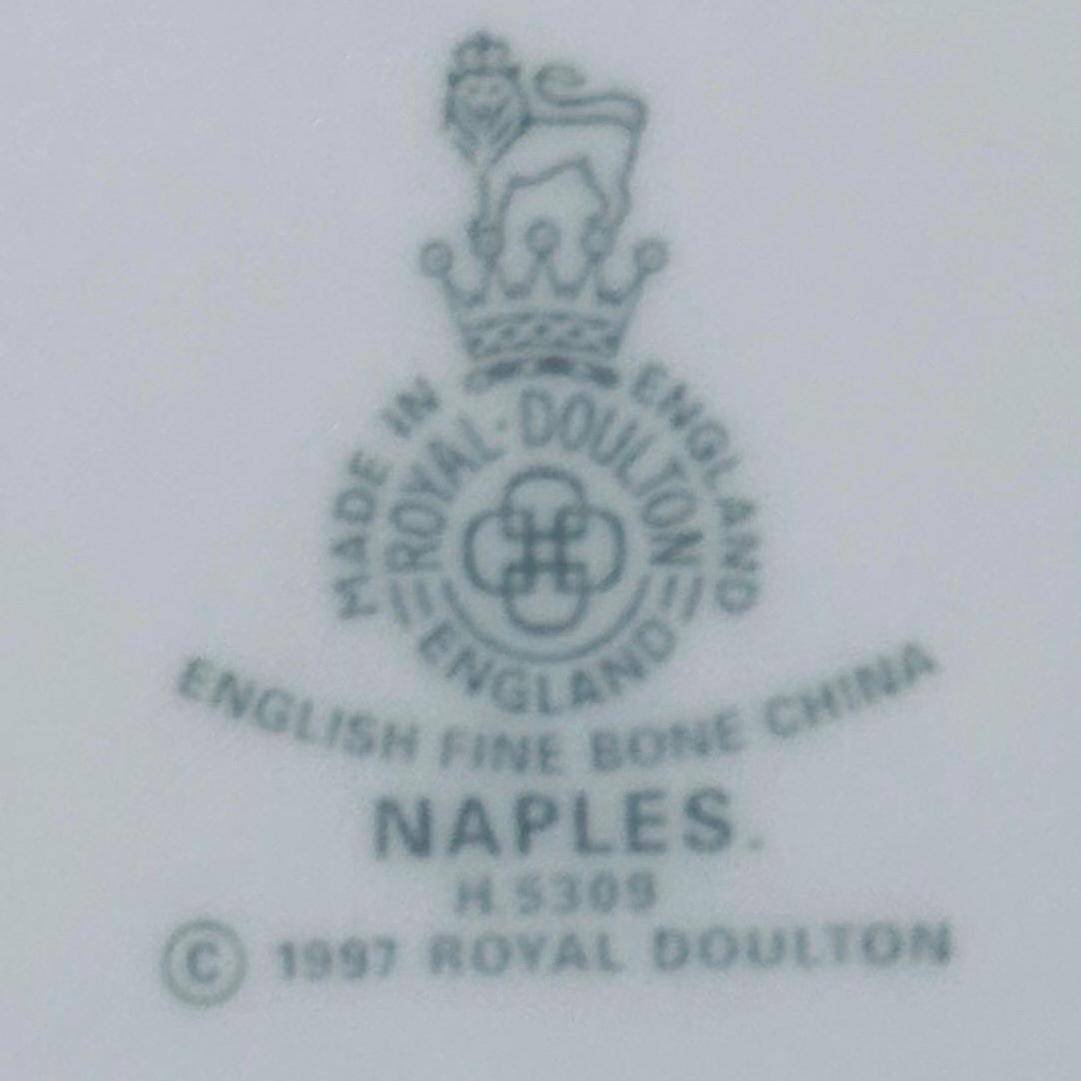 MADE IN ENGLAND
ROYAL · DOULTON
ENGLAND
ENGLISH FINE BONE CHINA
NAPLES.
H.5309
© 1997 ROYAL DOULTON